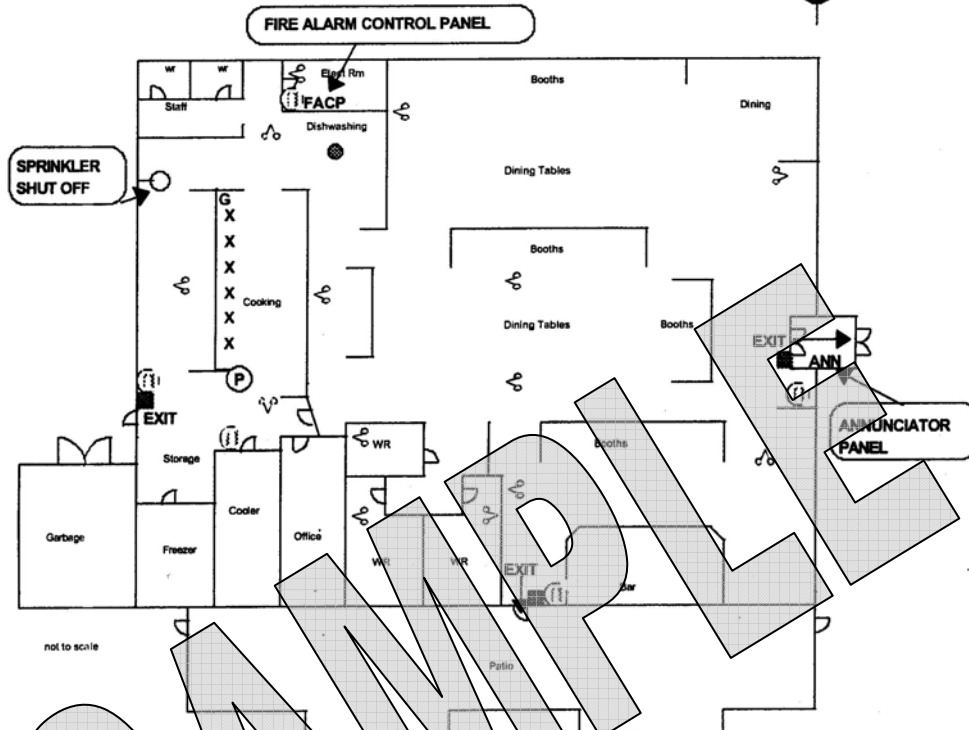 FIRE ALARM CONTROL PANEL
wr
wr
Elect Rm
Booths
Staff
FACP
Dining
Dishwashing
SPRINKLER
SHUT OFF
Dining Tables
G
X
X
X
X
X
X
Booths
Cooking
Dining Tables
Booths
EXIT
ANN
P
EXIT
ANNUNCIATOR
PANEL
WR
Booths
Storage
Cooler
Garbage
Freezer
Office
WR
WR
EXIT
Bar
not to scale
Patio
SAMPLE